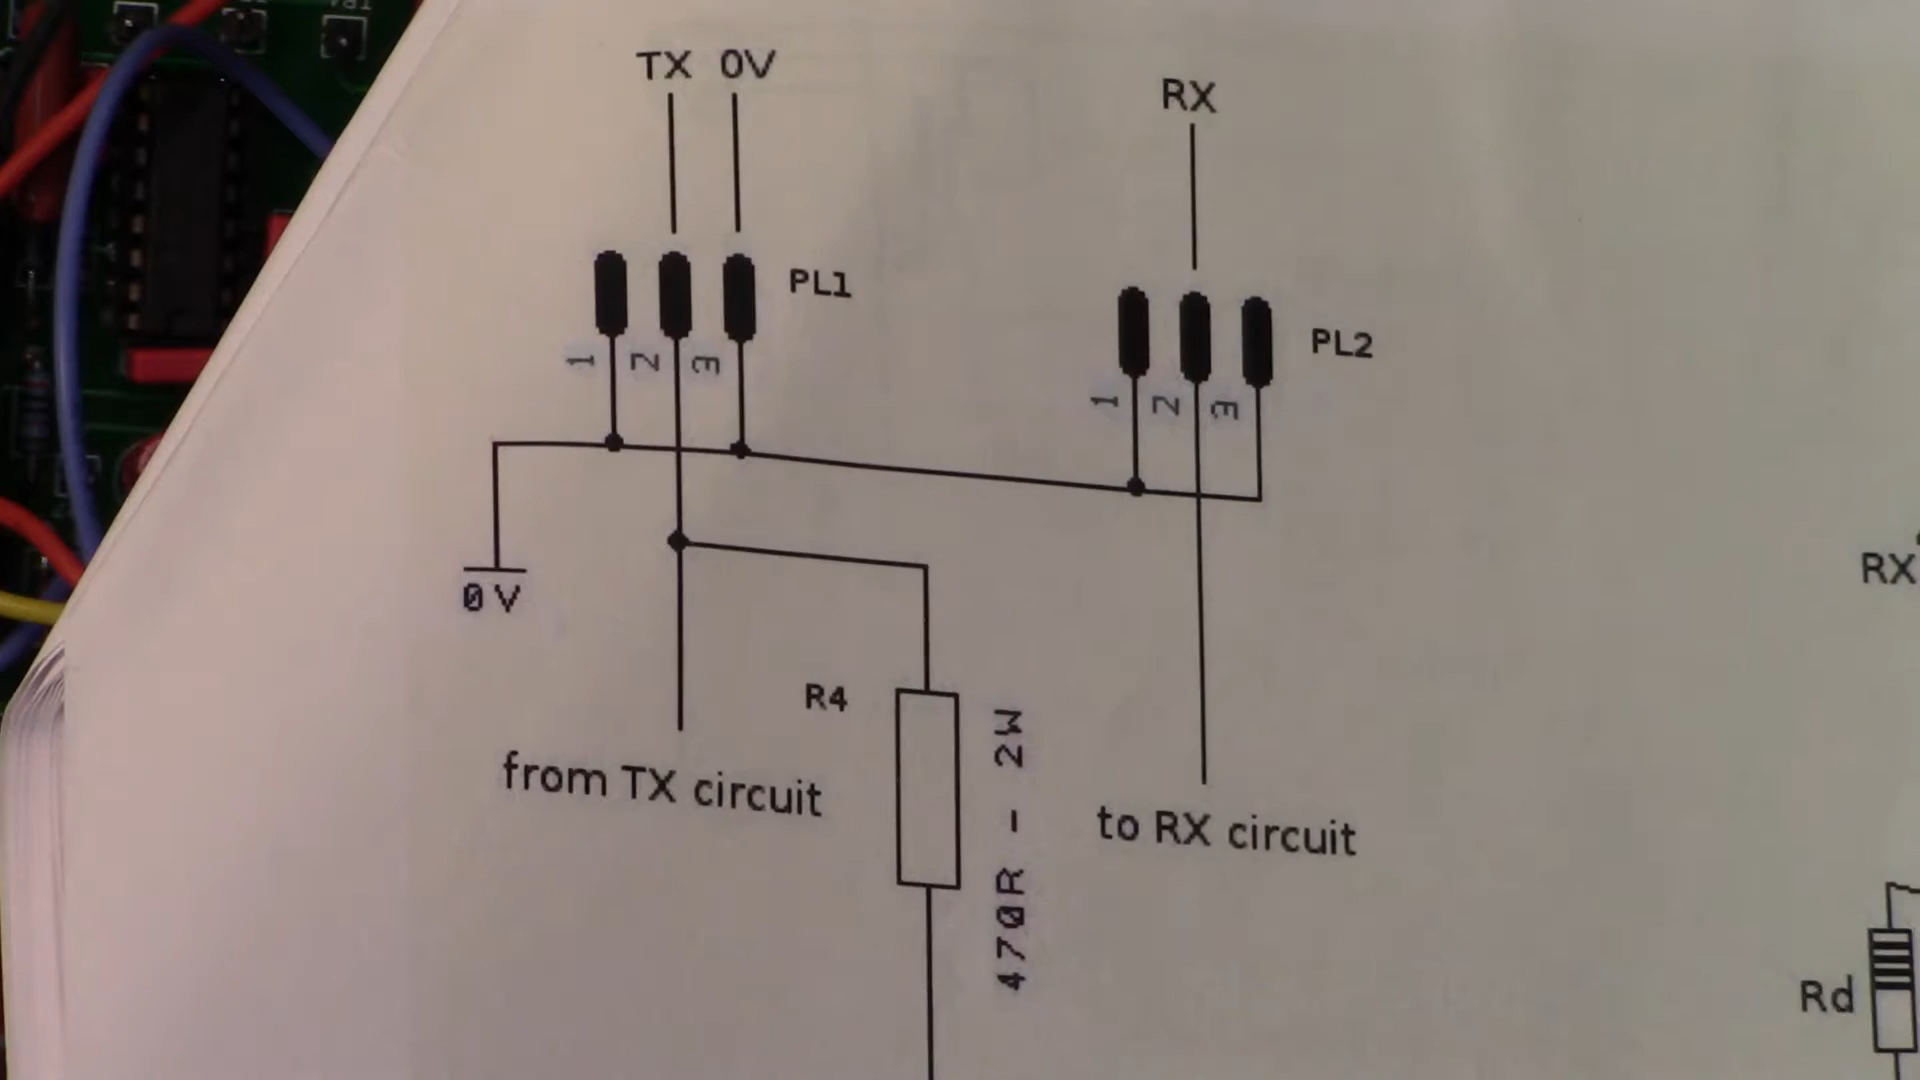 TX 0V
RX
PL1
1 2 3
PL2
1 2 3
0V
RX
R4
470R - 2W
from TX circuit
to RX circuit
Rd